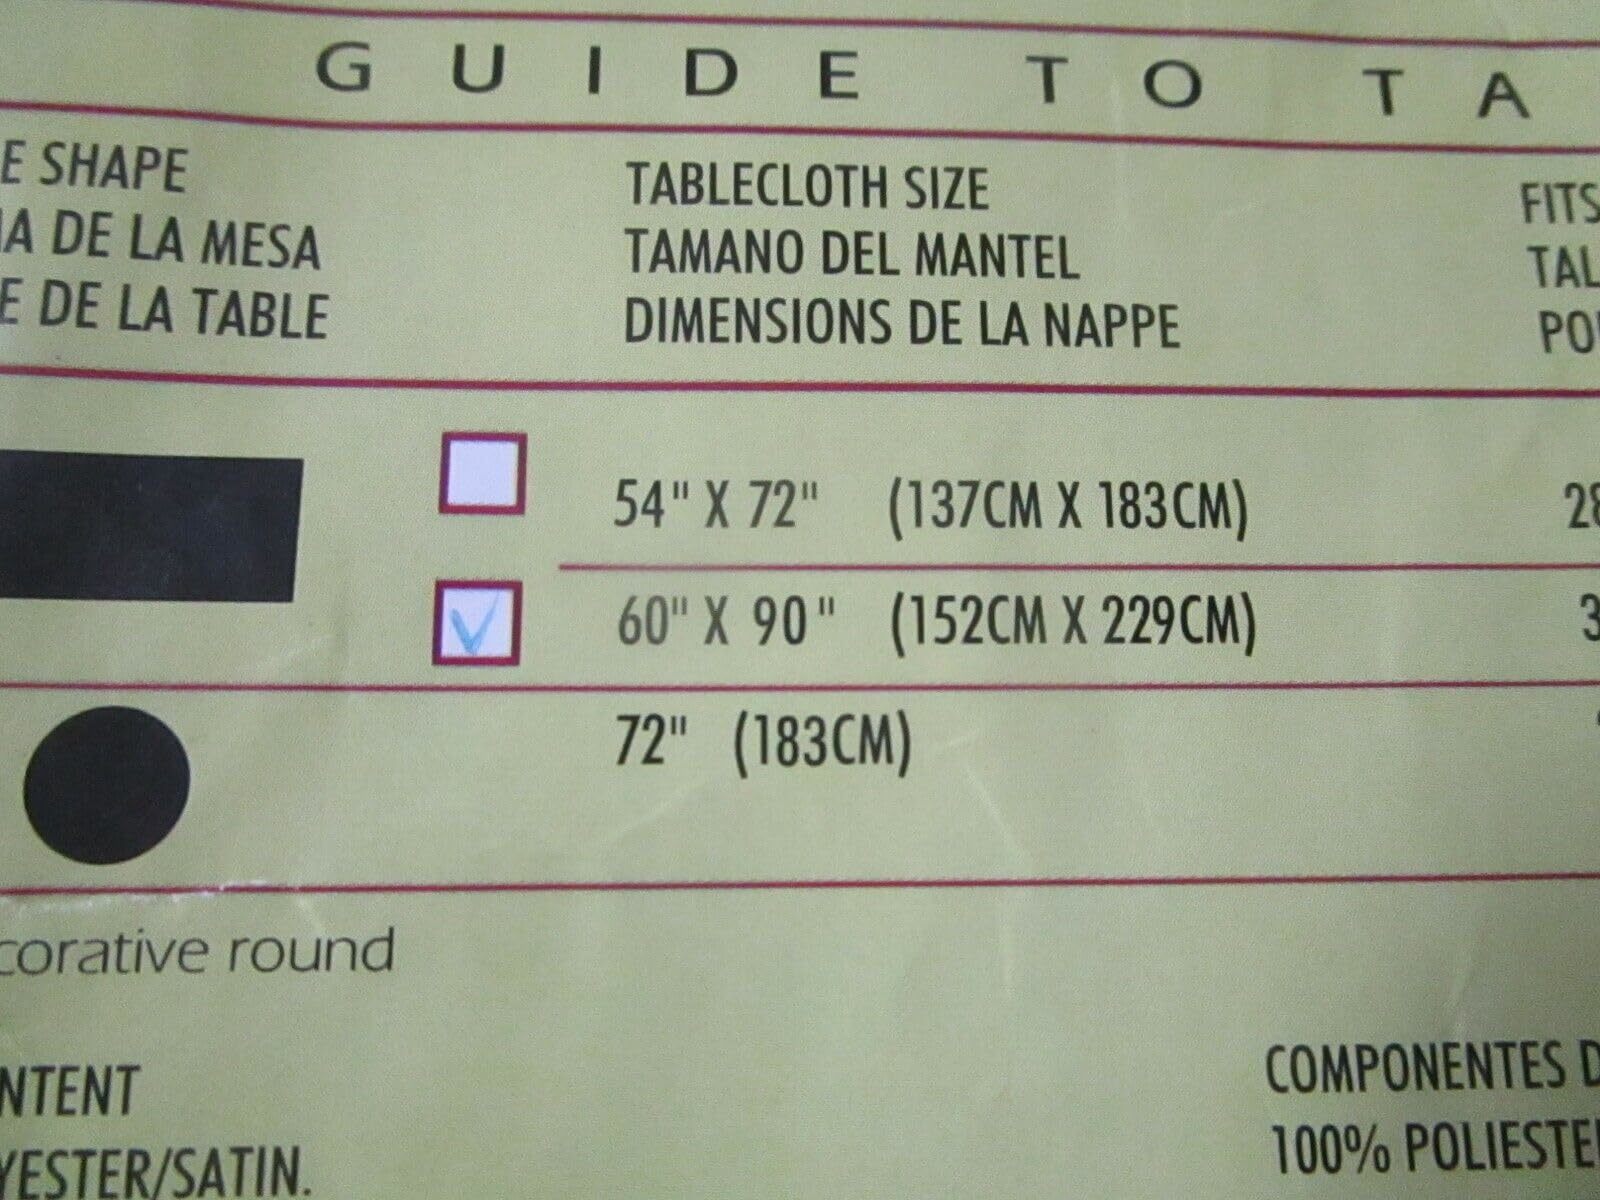 GUIDE TO TA
E SHAPE
A DE LA MESA
E DE LA TABLE
TABLECLOTH SIZE
TAMANO DEL MANTEL
DIMENSIONS DE LA NAPPE
FITS
TAL
PO
54" X 72" (137CM X 183CM)
28
60" X 90" (152CM X 229CM)
3
72" (183CM)
corative round
NTENT
YESTER/SATIN.
COMPONENTES D
100% POLIESTE